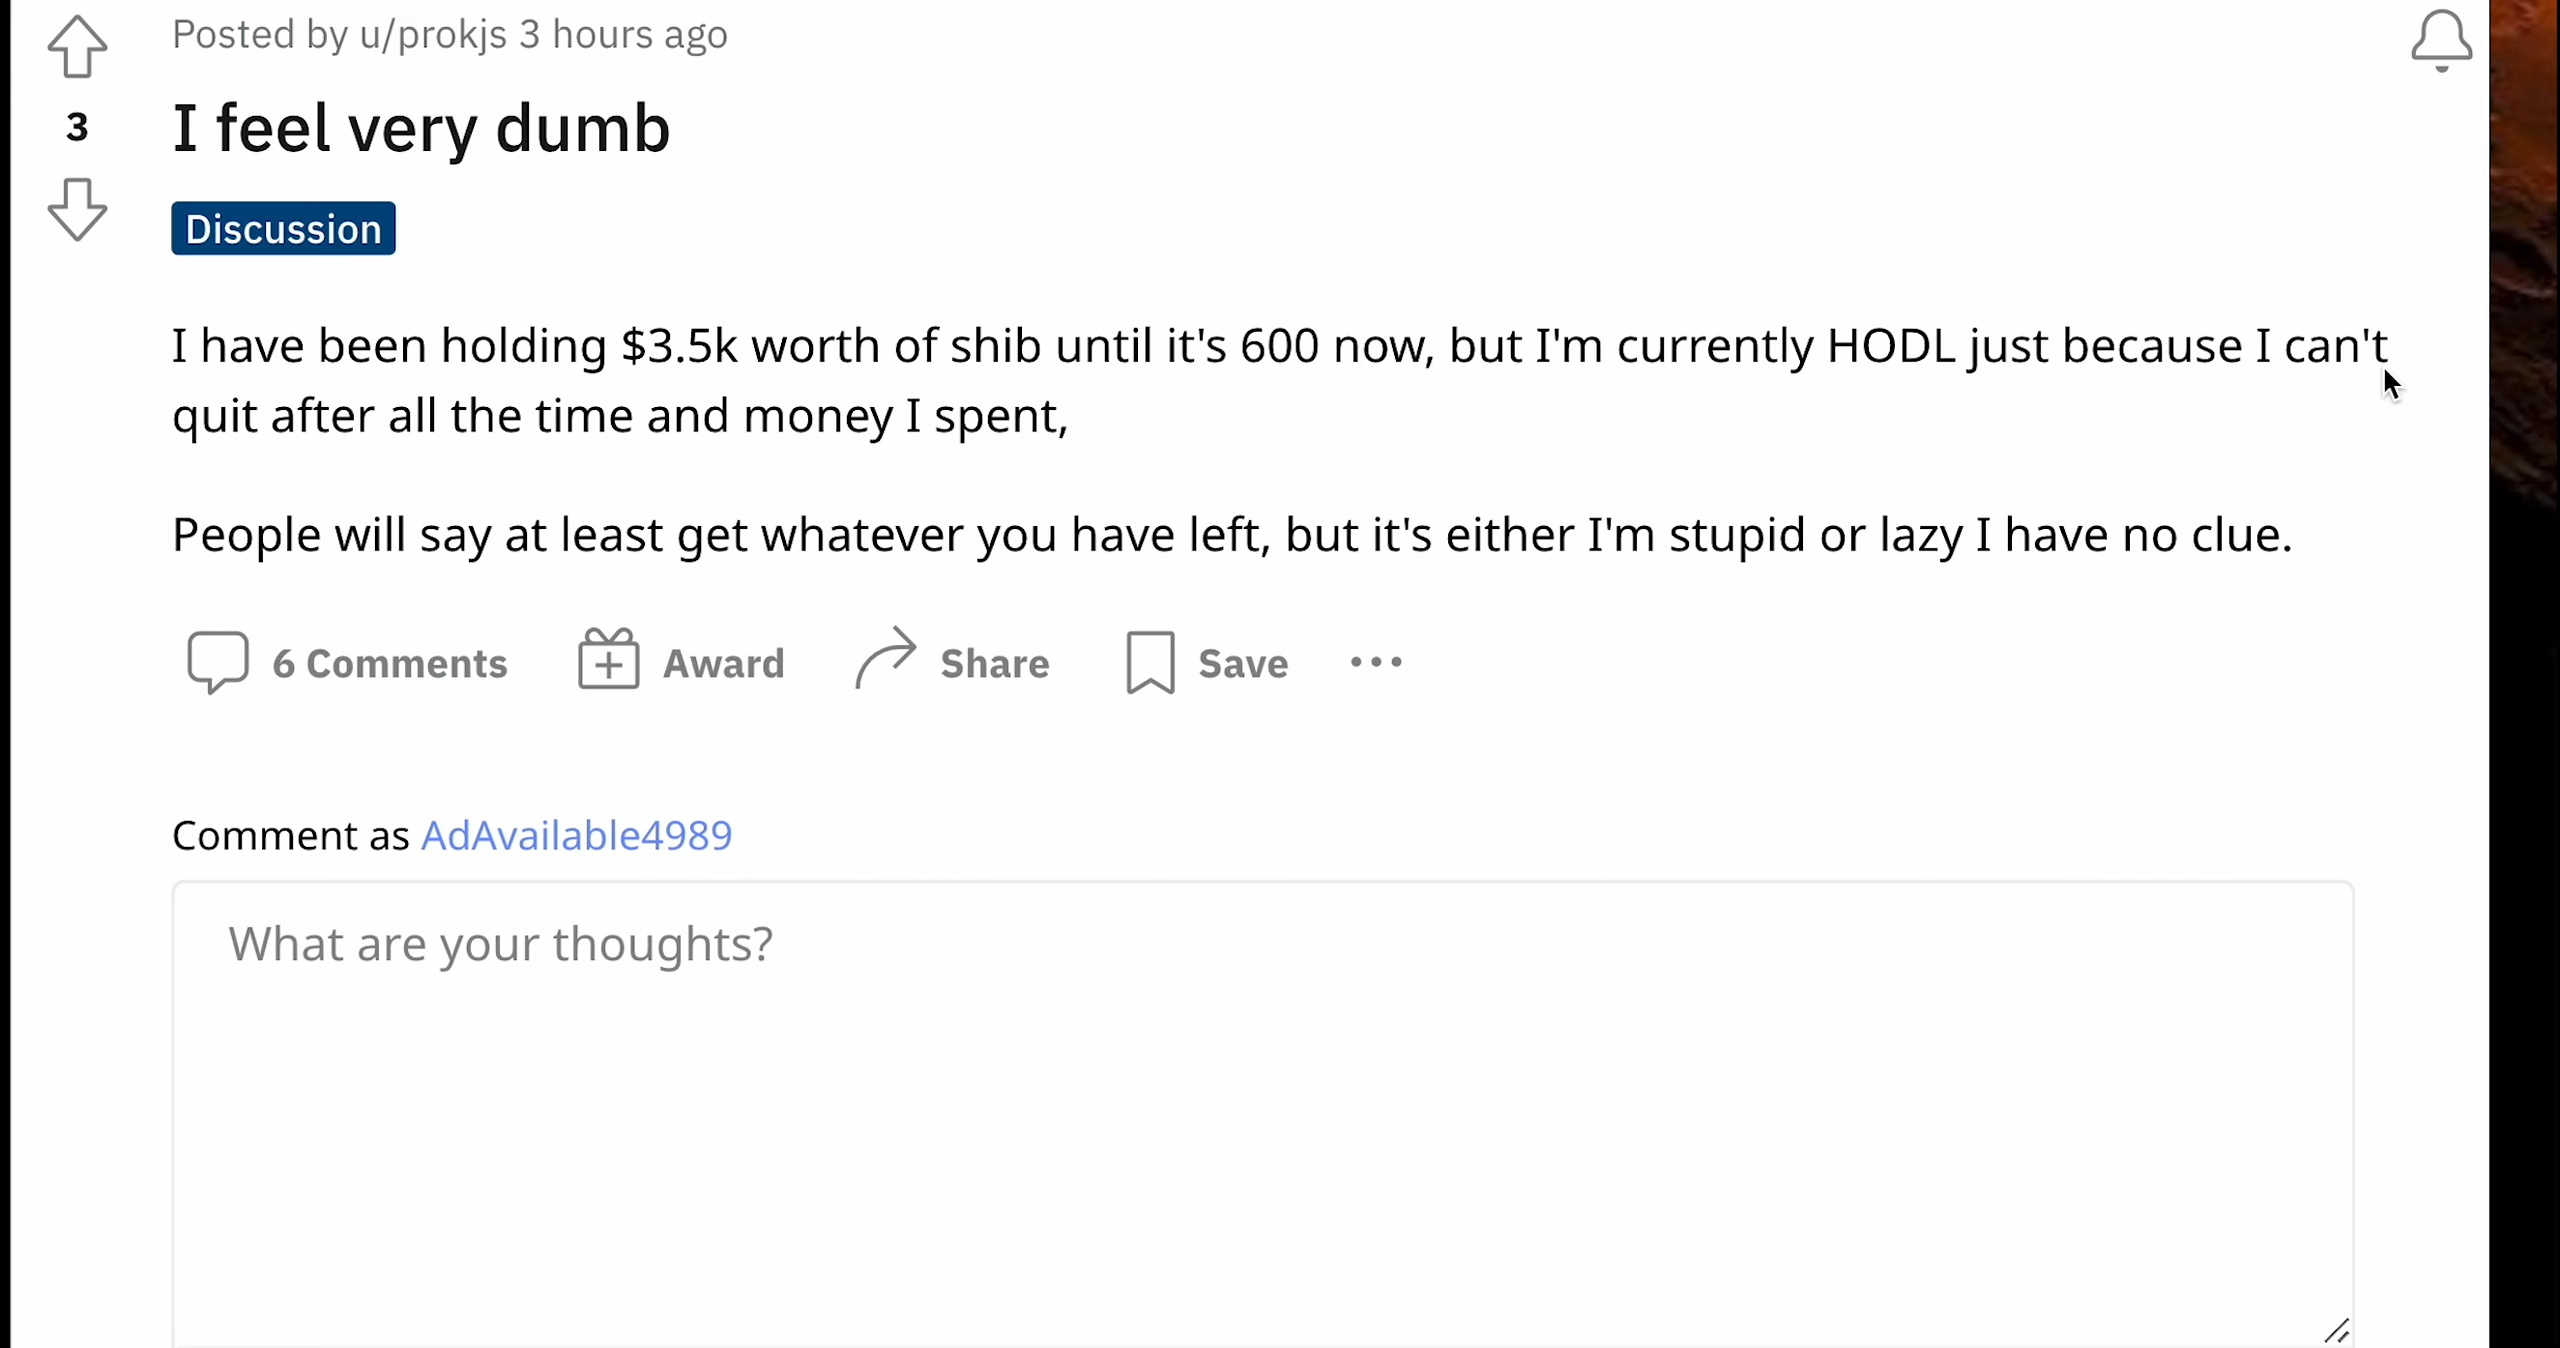 Posted by u/prokjs 3 hours ago
3
I feel very dumb
Discussion
I have been holding $3.5k worth of shib until it's 600 now, but I'm currently HODL just because I can't
quit after all the time and money I spent,
People will say at least get whatever you have left, but it's either I'm stupid or lazy I have no clue.
6 Comments Award Share Save
Comment as AdAvailable4989
What are your thoughts?